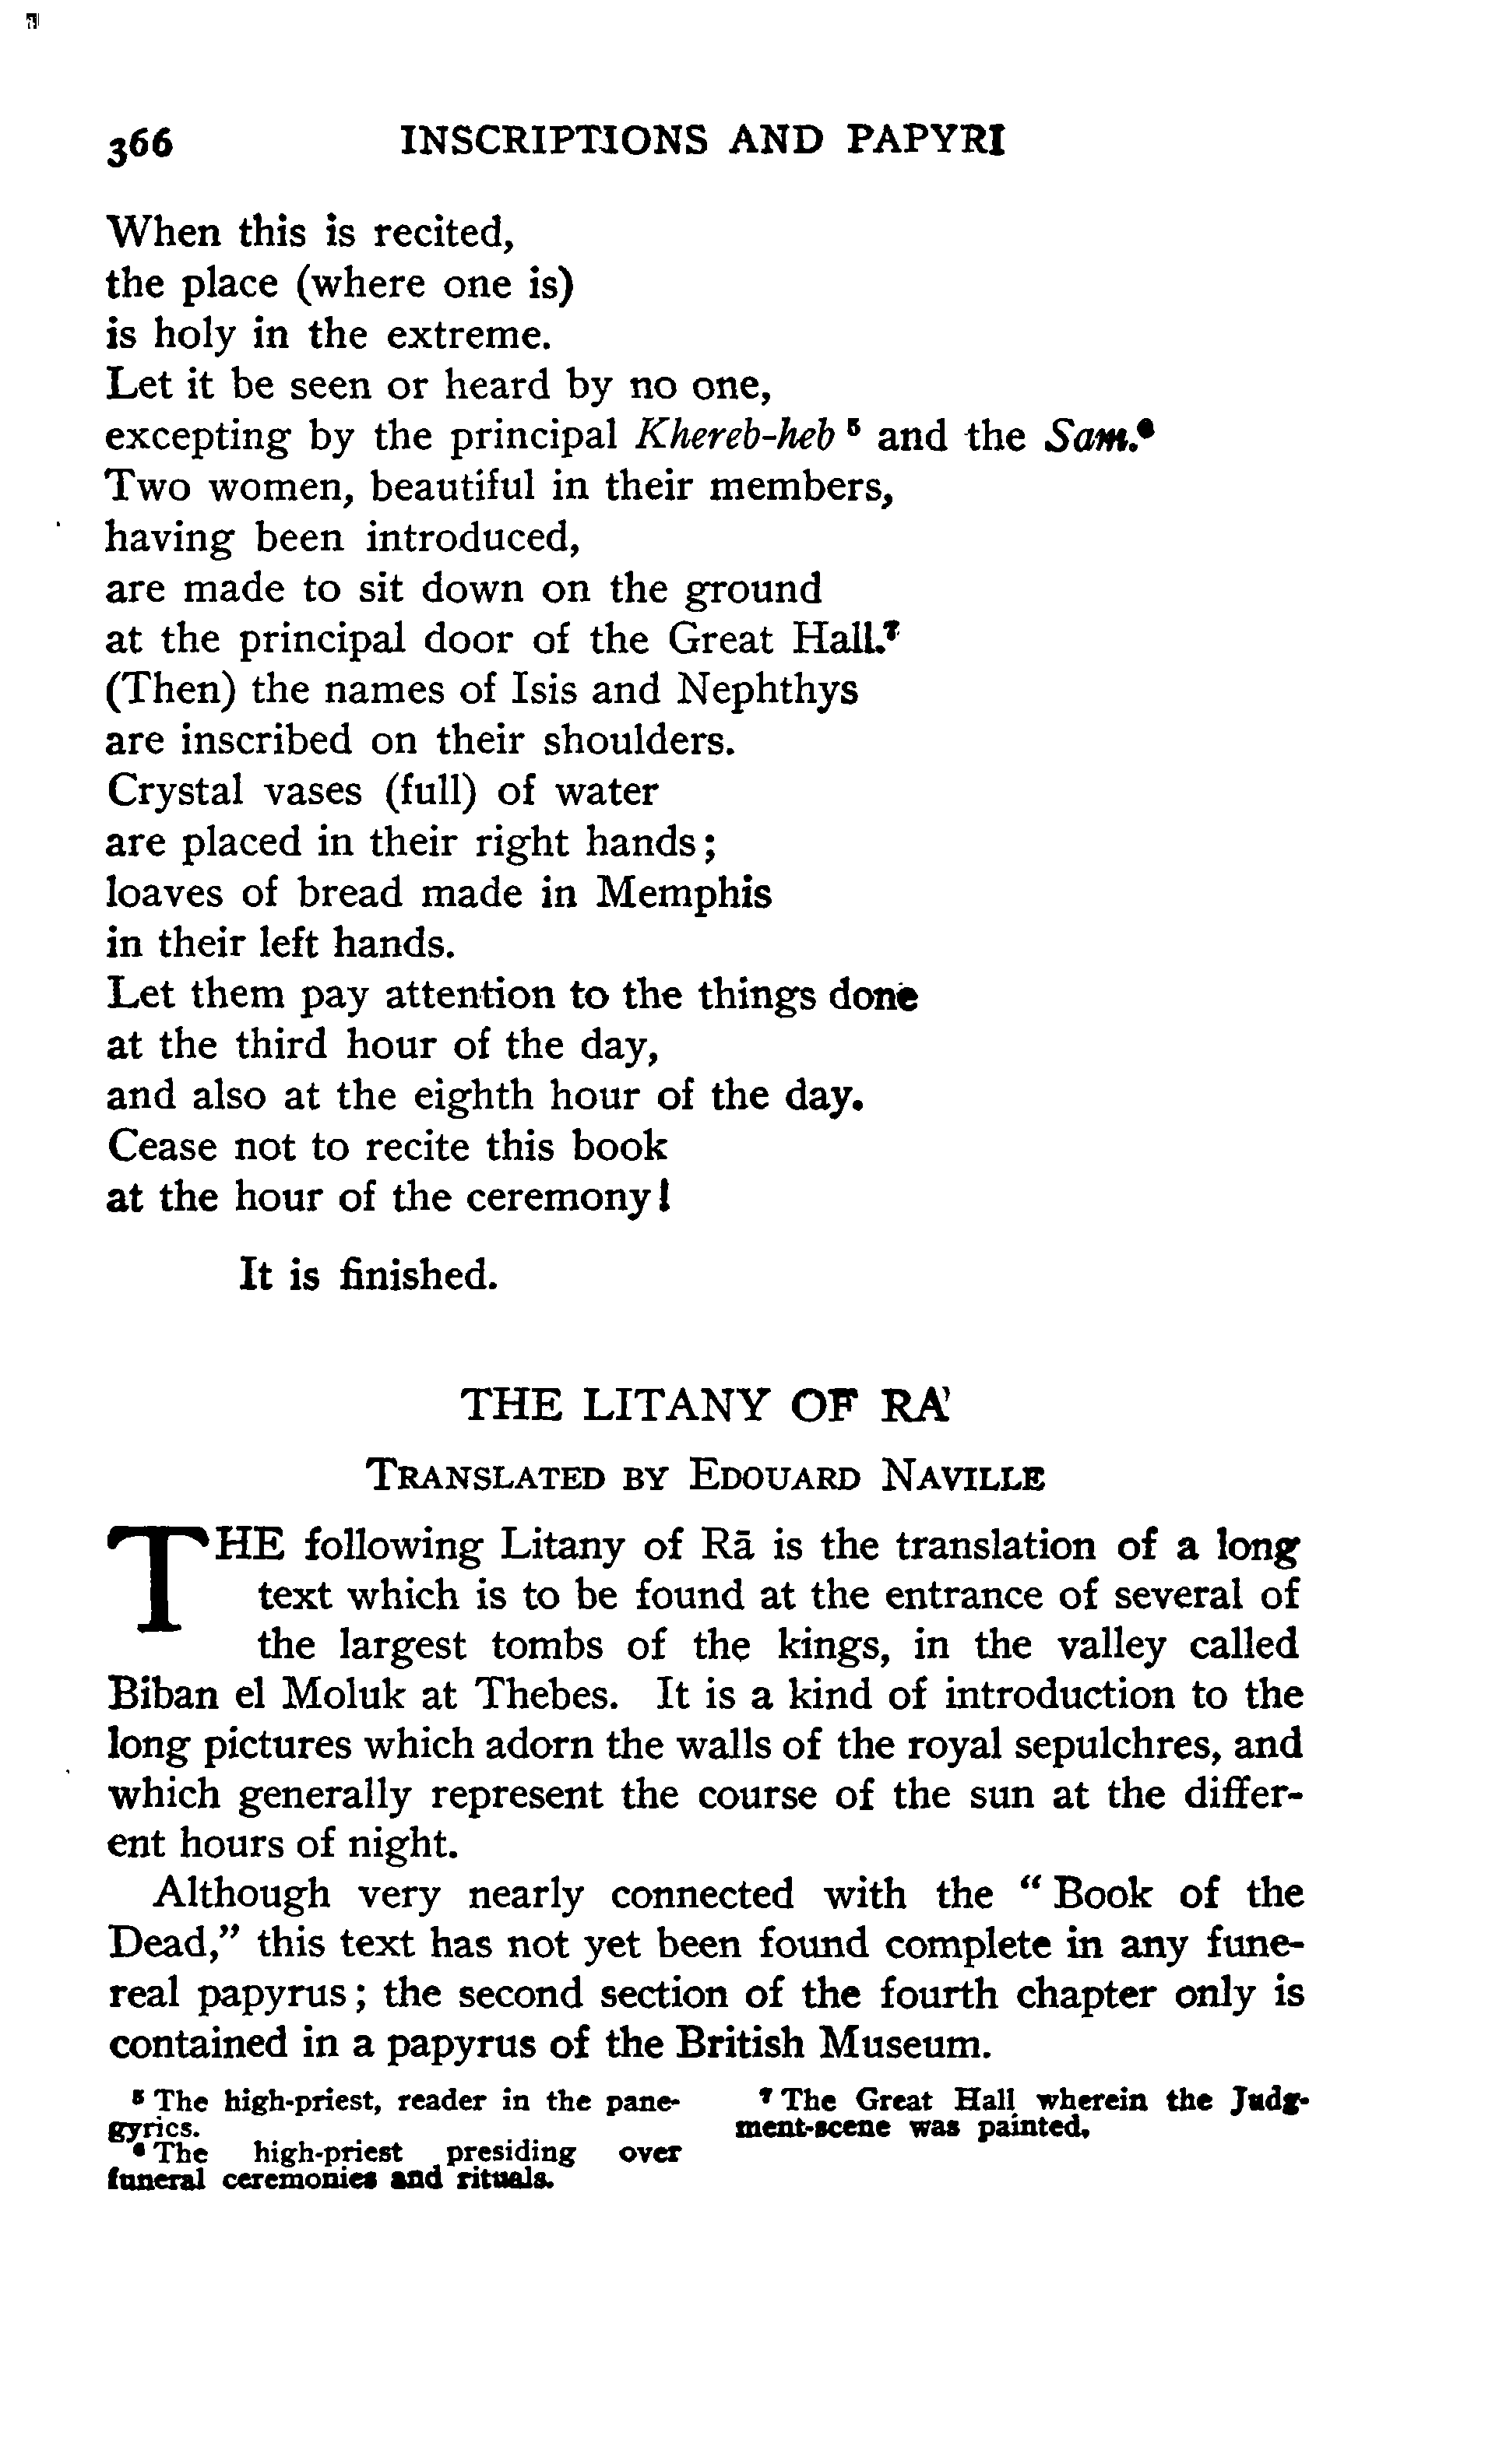 366 INSCRIPTIONS AND PAPYRI
When this is recited,
the place (where one is)
is holy in the extreme.
Let it be seen or heard by no one,
excepting by the principal Khereb-heb ⁵ and the Sam.⁶
Two women, beautiful in their members,
having been introduced,
are made to sit down on the ground
at the principal door of the Great Hall.⁷
(Then) the names of Isis and Nephthys
are inscribed on their shoulders.
Crystal vases (full) of water
are placed in their right hands;
loaves of bread made in Memphis
in their left hands.
Let them pay attention to the things done
at the third hour of the day,
and also at the eighth hour of the day.
Cease not to recite this book
at the hour of the ceremony!
It is finished.
THE LITANY OF RA
TRANSLATED BY EDOUARD NAVILLE
THE following Litany of Rā is the translation of a long
text which is to be found at the entrance of several of
the largest tombs of the kings, in the valley called
Biban el Moluk at Thebes. It is a kind of introduction to the
long pictures which adorn the walls of the royal sepulchres, and
which generally represent the course of the sun at the differ-
ent hours of night.
Although very nearly connected with the "Book of the
Dead," this text has not yet been found complete in any fune-
real papyrus; the second section of the fourth chapter only is
contained in a papyrus of the British Museum.
⁵ The high-priest, reader in the pane-
gyrics.
⁶ The high-priest presiding over
funeral ceremonies and rituals.
⁷ The Great Hall wherein the Judg-
ment-scene was painted.